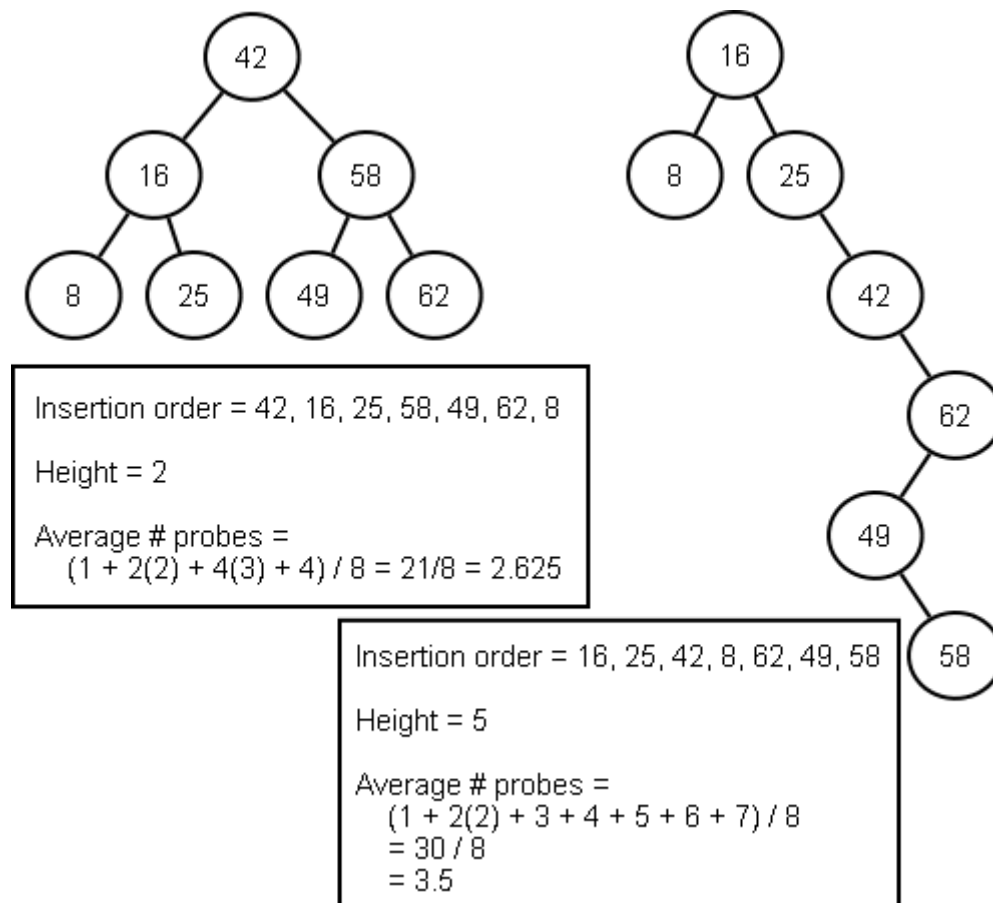 42
16
58
8
25
49
62
16
8
25
42
62
49
58
Insertion order = 42, 16, 25, 58, 49, 62, 8
Height = 2
Average # probes =
(1 + 2(2) + 4(3) + 4) / 8 = 21/8 = 2.625
Insertion order = 16, 25, 42, 8, 62, 49, 58
Height = 5
Average # probes =
(1 + 2(2) + 3 + 4 + 5 + 6 + 7) / 8
= 30 / 8
= 3.5